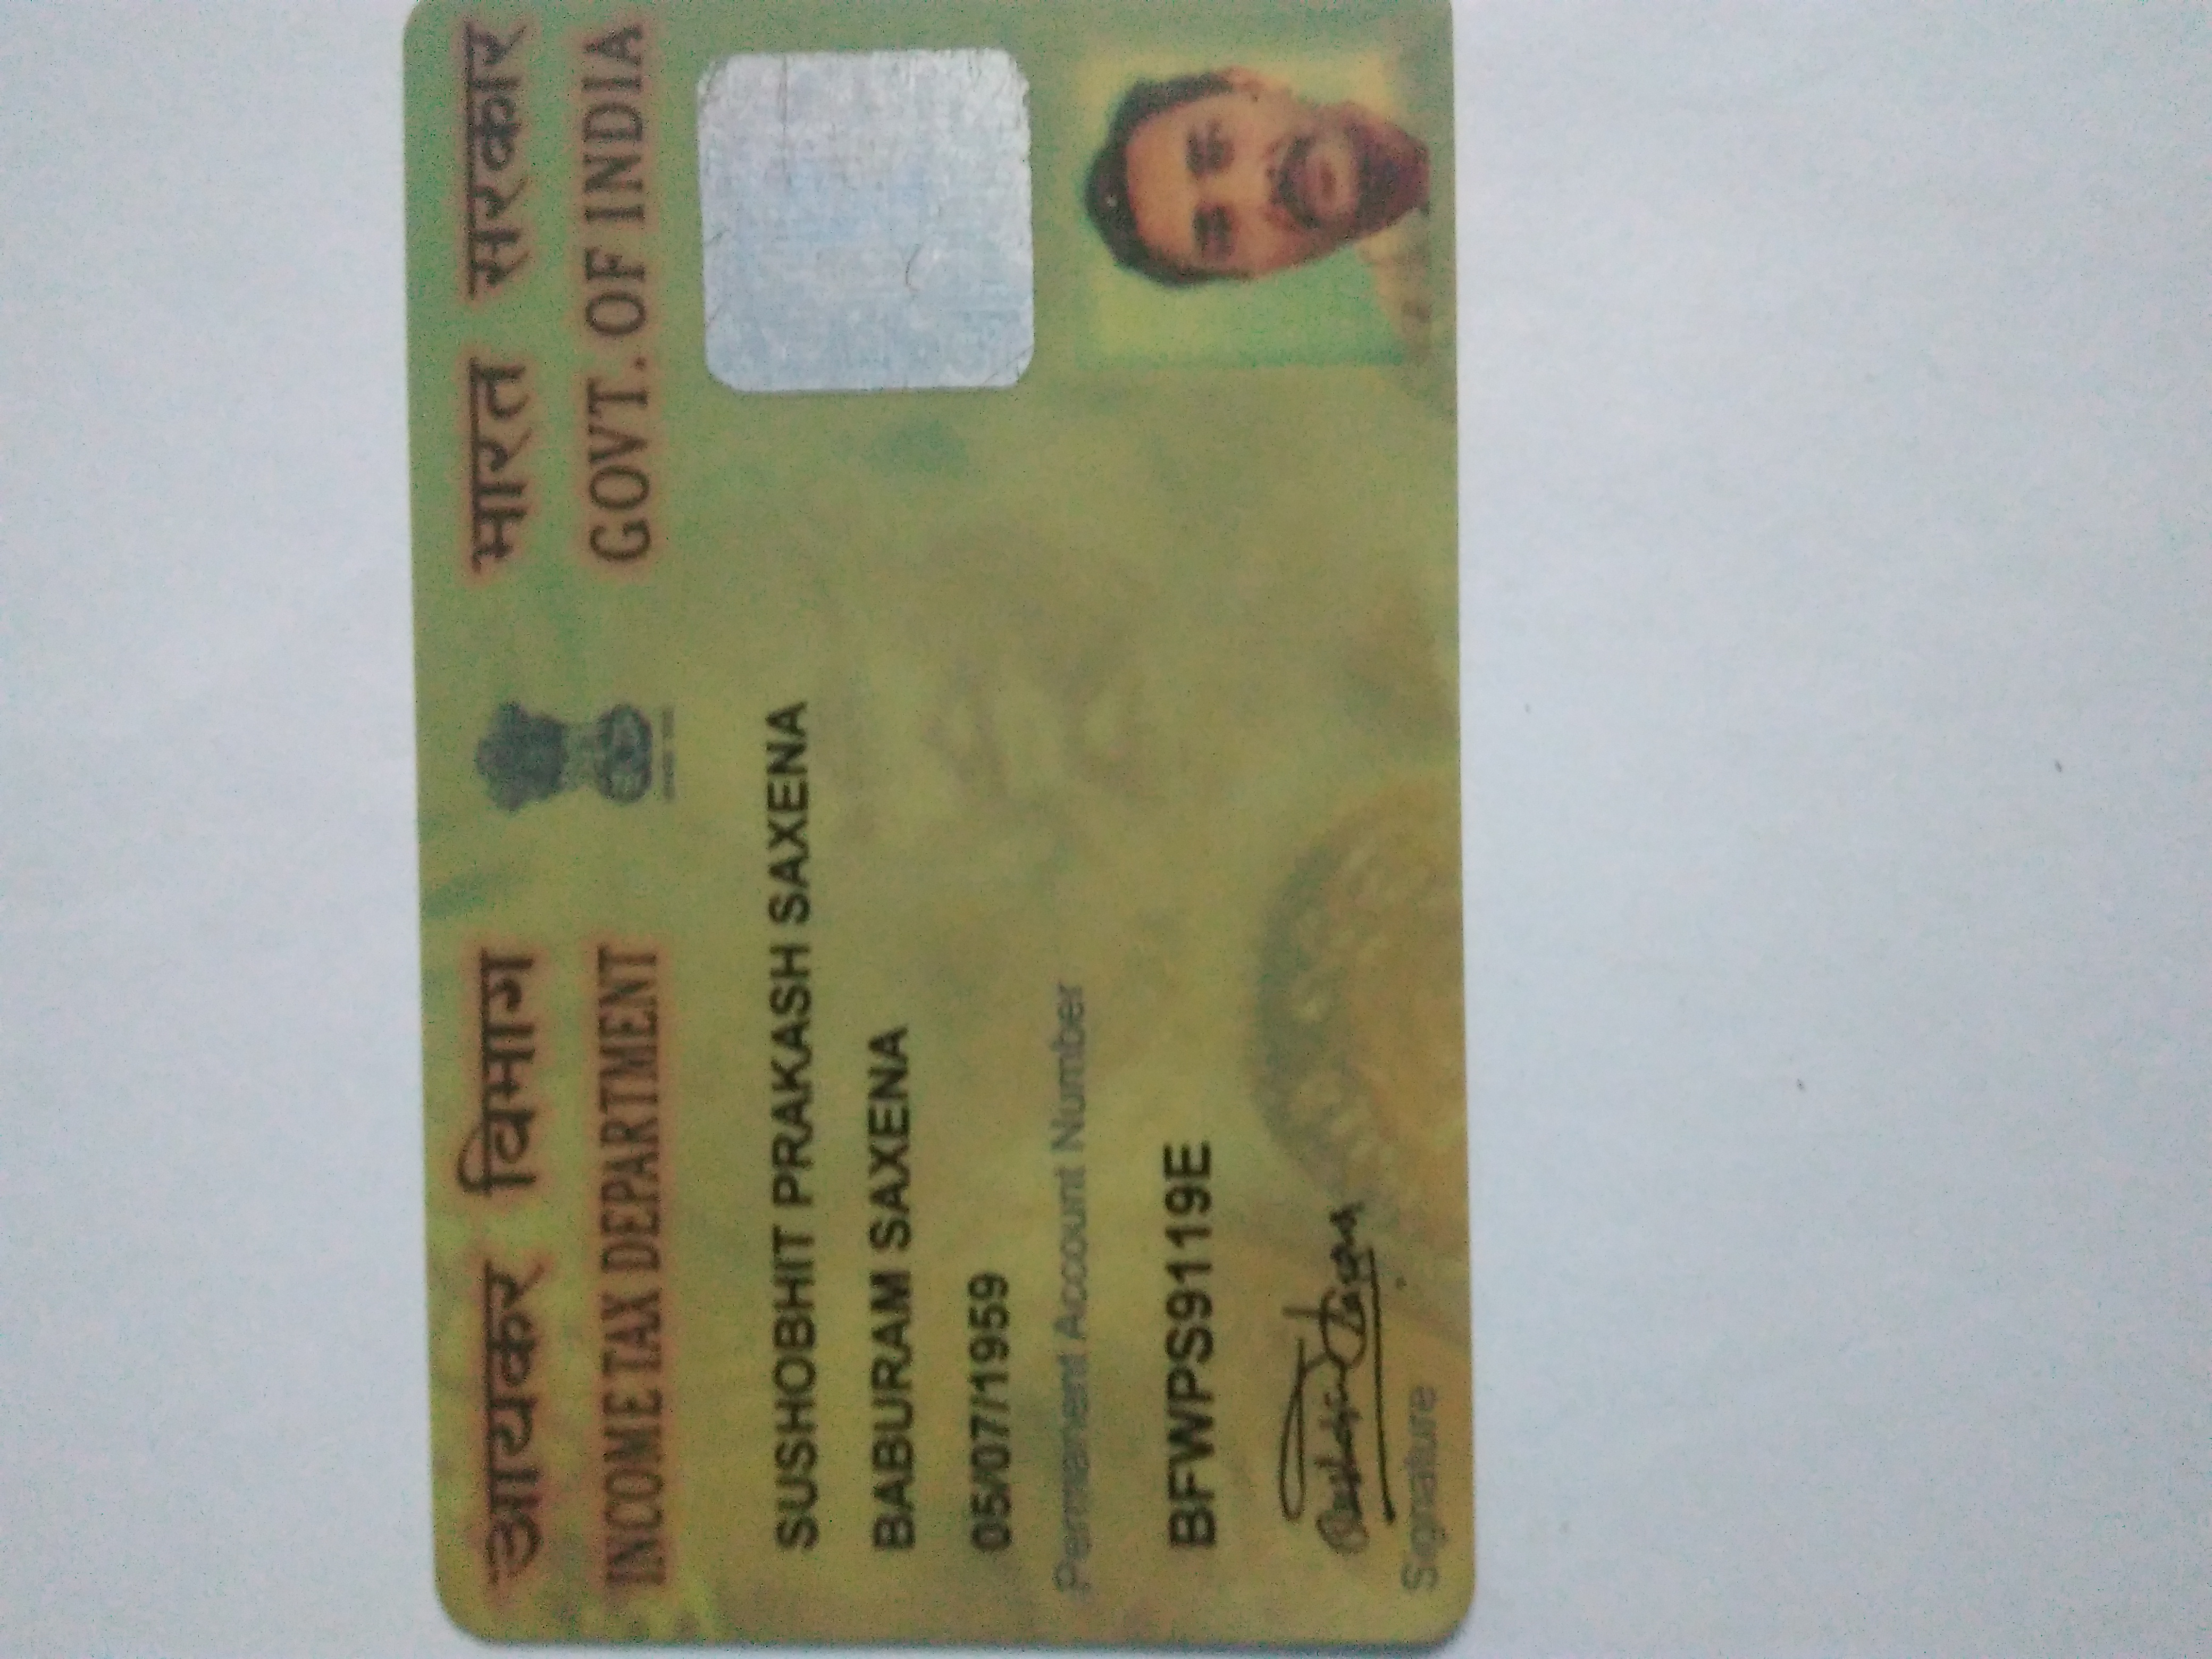 आयकर विभाग भारत सरकार
INCOME TAX DEPARTMENT GOVT. OF INDIA
SUSHOBHIT PRAKASH SAXENA
BABURAM SAXENA
05/07/1959
Permanent Account Number
BFWPS9119E
Signature